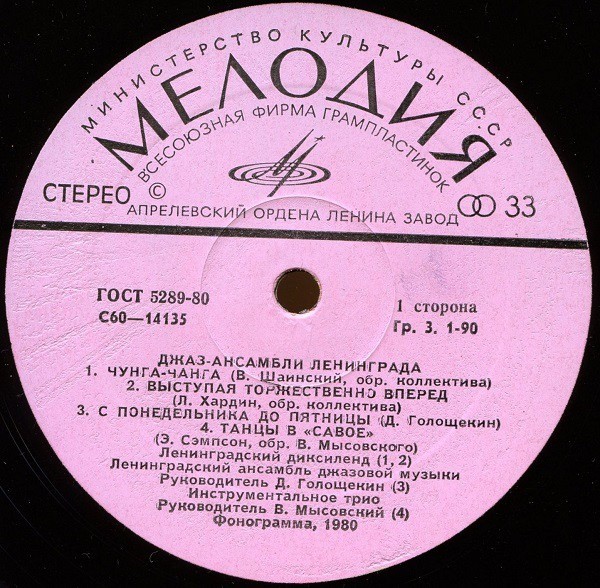 МИНИСТЕРСТВО КУЛЬТУРЫ СССР
МЕЛОДИЯ
ВСЕСОЮЗНАЯ ФИРМА ГРАМПЛАСТИНОК
СТЕРЕО © 33
АПРЕЛЕВСКИЙ ОРДЕНА ЛЕНИНА ЗАВОД
ГОСТ 5289-80
С60—14135
1 сторона
Гр. 3. 1-90
ДЖАЗ-АНСАМБЛИ ЛЕНИНГРАДА
1. ЧУНГА-ЧАНГА (В. Шаинский, обр. коллектива)
2. ВЫСТУПАЯ ТОРЖЕСТВЕННО ВПЕРЕД
(Л. Хардин, обр. коллектива)
3. С ПОНЕДЕЛЬНИКА ДО ПЯТНИЦЫ (Д. Голощекин)
4. ТАНЦЫ В «САВОЕ»
(Э. Сэмпсон, обр. В. Мысовского)
Ленинградский диксиленд (1, 2)
Ленинградский ансамбль джазовой музыки
Руководитель Д. Голощекин (3)
Инструментальное трио
Руководитель В. Мысовский (4)
Фонограмма, 1980